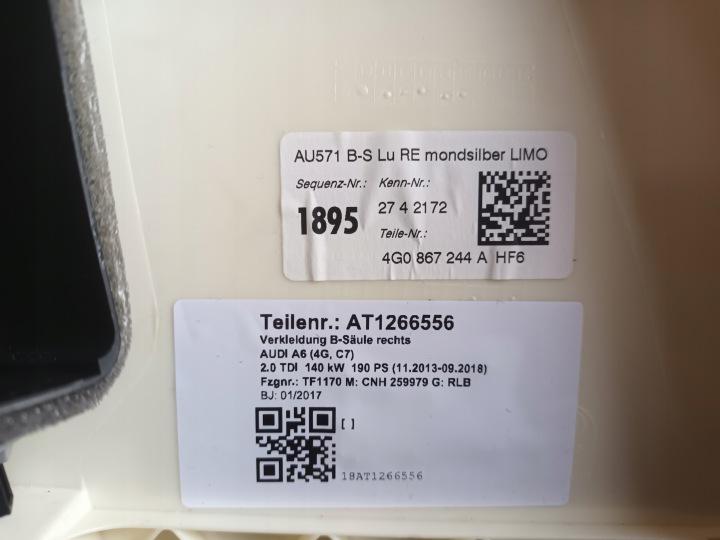 AU571 B-S Lu RE mondsilber LIMO
Sequenz-Nr.: Kenn-Nr.:
1895 27 4 2172
Teile-Nr.:
4G0 867 244 A HF6
Teilenr.: AT1266556
Verkleidung B-Säule rechts
AUDI A6 (4G, C7)
2.0 TDI 140 kW 190 PS (11.2013-09.2018)
Fzgnr.: TF1170 M: CNH 259979 G: RLB
BJ: 01/2017
[ ]
18AT1266556